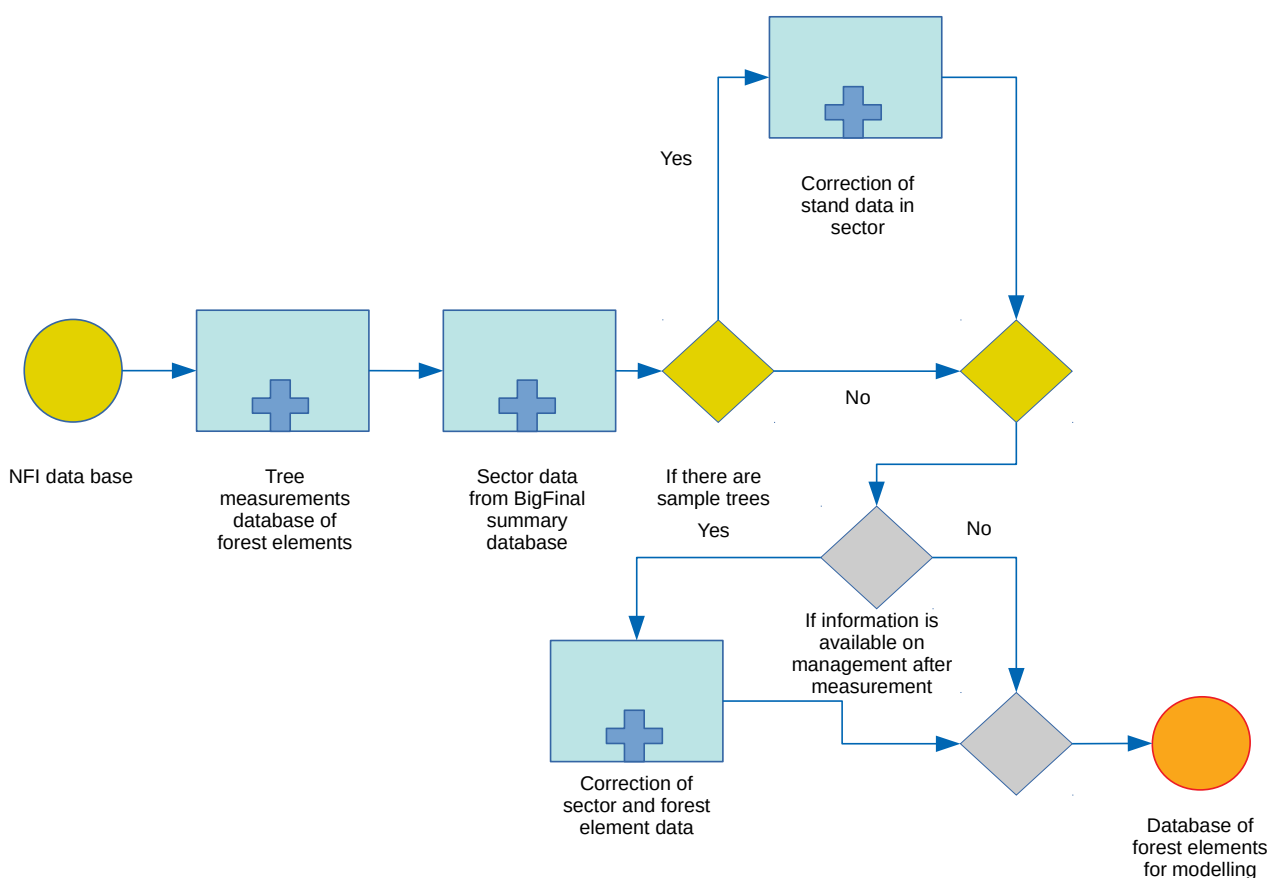 Yes
Correction of
stand data in
sector
No
NFI data base
Tree
measurements
database of
forest elements
Sector data
from BigFinal
summary
database
If there are
sample trees
Yes
No
If information is
available on
management after
measurement
Correction of
sector and forest
element data
Database of
forest elements
for modelling